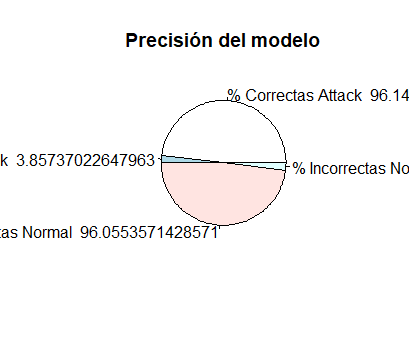 Precisión del modelo
% Correctas Attack 96.14
k 3.85737022647963
% Incorrectas No
tas Normal 96.0553571428571